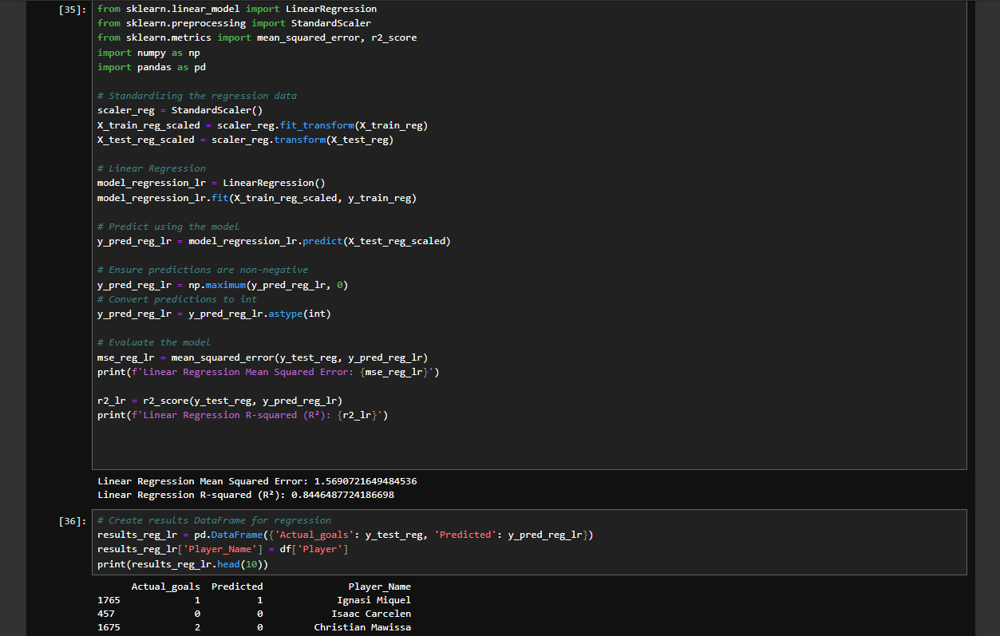 [35]: from sklearn.linear_model import LinearRegression
from sklearn.preprocessing import StandardScaler
from sklearn.metrics import mean_squared_error, r2_score
import numpy as np
import pandas as pd
# Standardizing the regression data
scaler_reg = StandardScaler()
X_train_reg_scaled = scaler_reg.fit_transform(X_train_reg)
X_test_reg_scaled = scaler_reg.transform(X_test_reg)
# Linear Regression
model_regression_lr = LinearRegression()
model_regression_lr.fit(X_train_reg_scaled, y_train_reg)
# Predict using the model
y_pred_reg_lr = model_regression_lr.predict(X_test_reg_scaled)
# Ensure predictions are non-negative
y_pred_reg_lr = np.maximum(y_pred_reg_lr, 0)
# Convert predictions to int
y_pred_reg_lr = y_pred_reg_lr.astype(int)
# Evaluate the model
mse_reg_lr = mean_squared_error(y_test_reg, y_pred_reg_lr)
print(f'Linear Regression Mean Squared Error: {mse_reg_lr}')
r2_lr = r2_score(y_test_reg, y_pred_reg_lr)
print(f'Linear Regression R-squared (R²): {r2_lr}')
Linear Regression Mean Squared Error: 1.5690721649484536
Linear Regression R-squared (R²): 0.8446487724186698
[36]: # Create results DataFrame for regression
results_reg_lr = pd.DataFrame({'Actual_goals': y_test_reg, 'Predicted': y_pred_reg_lr})
results_reg_lr['Player_Name'] = df['Player']
print(results_reg_lr.head(10))
Actual_goals Predicted Player_Name
1765 1 1 Ignasi Miquel
457 0 0 Isaac Carcelen
1675 2 0 Christian Mawissa